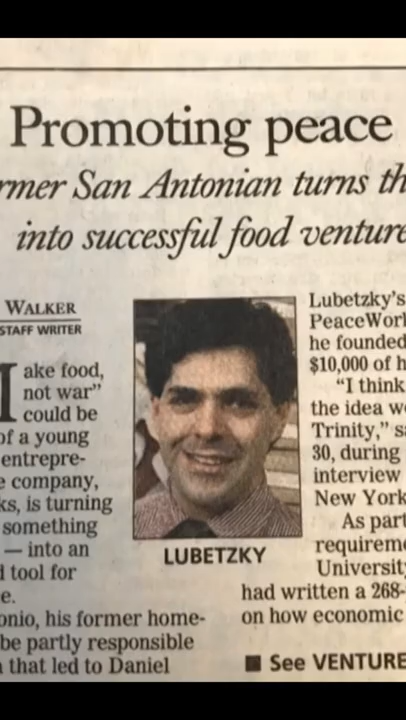 Promoting peace
rmer San Antonian turns th
into successful food venture
WALKER
STAFF WRITER
ake food,
not war”
could be
of a young
entrepre-
e company,
ks, is turning
something
— into an
d tool for
e.
onio, his former home-
be partly responsible
n that led to Daniel
LUBETZKY
Lubetzky’s
PeaceWor
he founded
$10,000 of h
“I think
the idea w
Trinity,” s
30, during
interview
New York
As part
requireme
University
had written a 268-
on how economic
■ See VENTURE